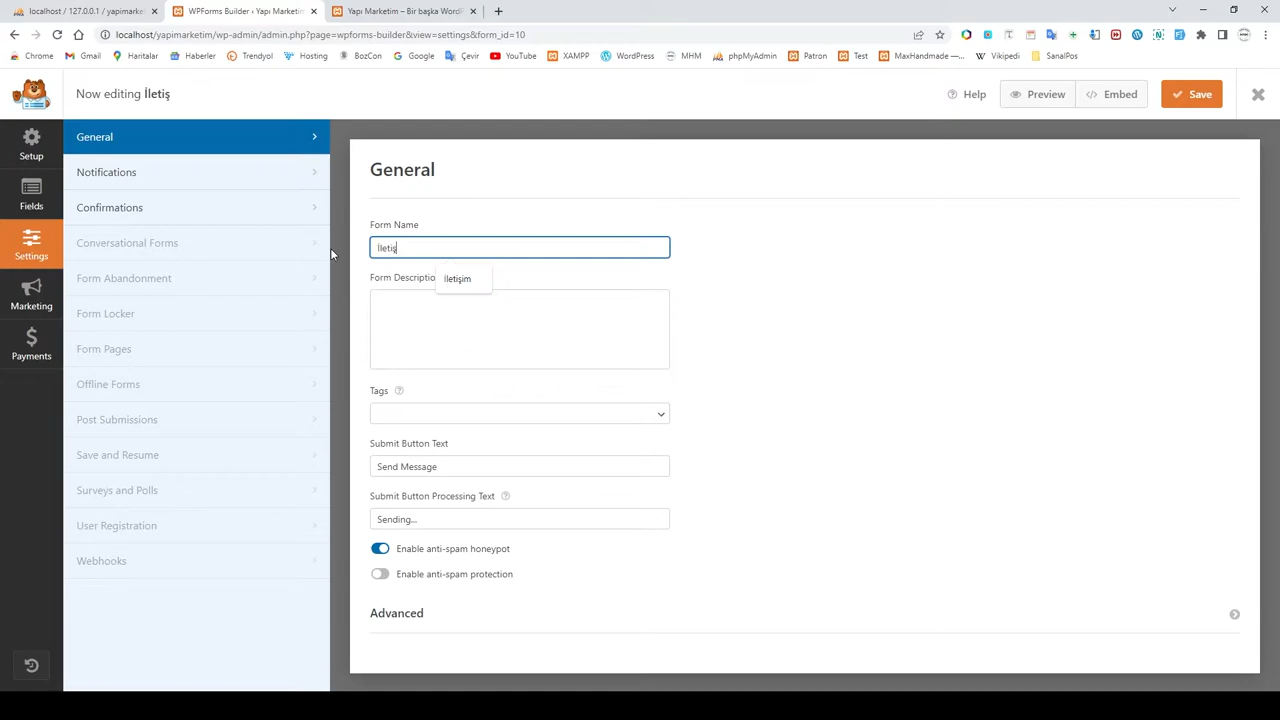 localhost / 127.0.0.1 / yapimarket
WPForms Builder ‹ Yapı Marketim
Yapı Marketim – Bir başka WordP
localhost/yapimarketim/wp-admin/admin.php?page=wpforms-builder&view=settings&form_id=10
Chrome
Gmail
Haritalar
Haberler
Trendyol
Hosting
BozCon
Google
Çevir
YouTube
XAMPP
WordPress
MHM
phpMyAdmin
Patron
Test
MaxHandmade —...
Vikipedi
SanalPos
Now editing İletiş
Help
Preview
Embed
Save
Setup
Fields
Settings
Marketing
Payments
General
Notifications
Confirmations
Conversational Forms
Form Abandonment
Form Locker
Form Pages
Offline Forms
Post Submissions
Save and Resume
Surveys and Polls
User Registration
Webhooks
General
Form Name
İletiş
Form Descriptio
İletişim
Tags
Submit Button Text
Send Message
Submit Button Processing Text
Sending...
Enable anti-spam honeypot
Enable anti-spam protection
Advanced